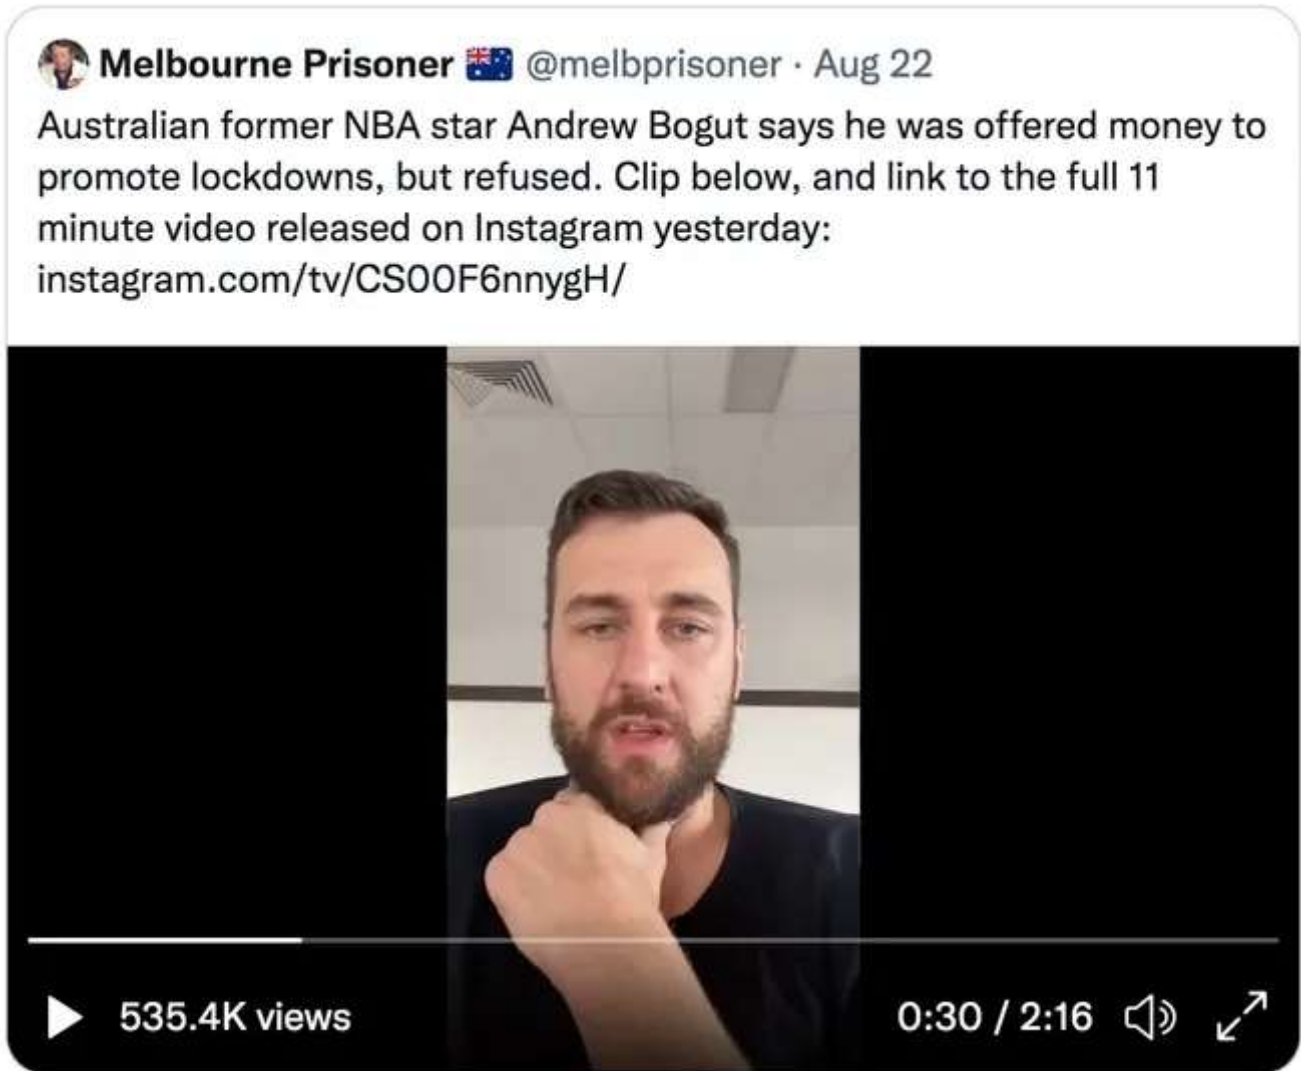 Melbourne Prisoner 🇦🇺 @melbprisoner · Aug 22
Australian former NBA star Andrew Bogut says he was offered money to
promote lockdowns, but refused. Clip below, and link to the full 11
minute video released on Instagram yesterday:
instagram.com/tv/CS0OF6nnygH/
535.4K views
0:30 / 2:16